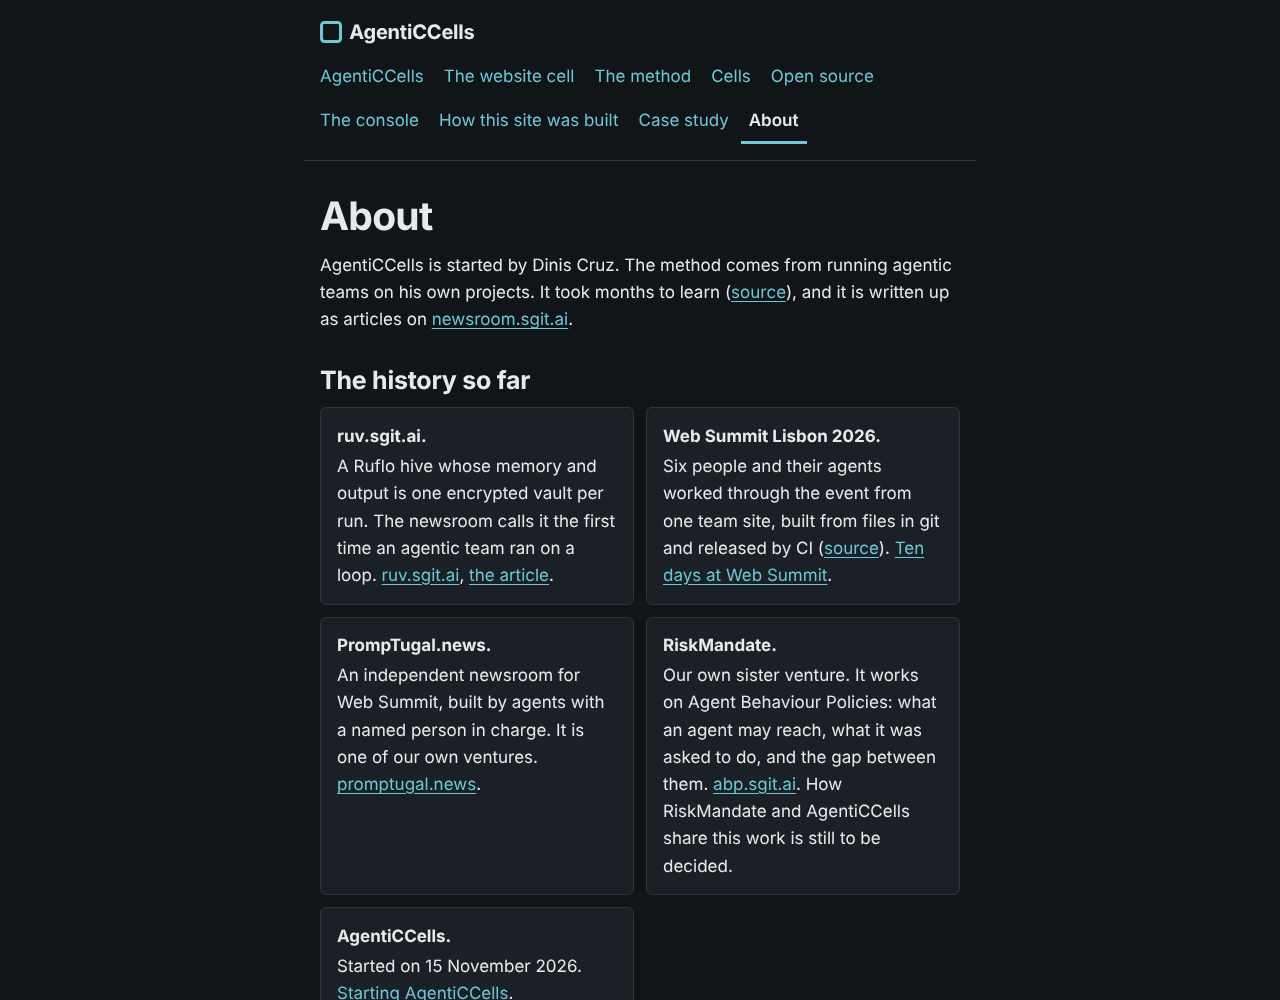 AgentiCCells
AgentiCCells The website cell The method Cells Open source
The console How this site was built Case study About
About
AgentiCCells is started by Dinis Cruz. The method comes from running agentic
teams on his own projects. It took months to learn (source), and it is written up
as articles on newsroom.sgit.ai.
The history so far
ruv.sgit.ai.
A Ruflo hive whose memory and
output is one encrypted vault per
run. The newsroom calls it the first
time an agentic team ran on a
loop. ruv.sgit.ai, the article.
Web Summit Lisbon 2026.
Six people and their agents
worked through the event from
one team site, built from files in git
and released by CI (source). Ten
days at Web Summit.
PrompTugal.news.
An independent newsroom for
Web Summit, built by agents with
a named person in charge. It is
one of our own ventures.
promptugal.news.
RiskMandate.
Our own sister venture. It works
on Agent Behaviour Policies: what
an agent may reach, what it was
asked to do, and the gap between
them. abp.sgit.ai. How
RiskMandate and AgentiCCells
share this work is still to be
decided.
AgentiCCells.
Started on 15 November 2026.
Starting AgentiCCells.